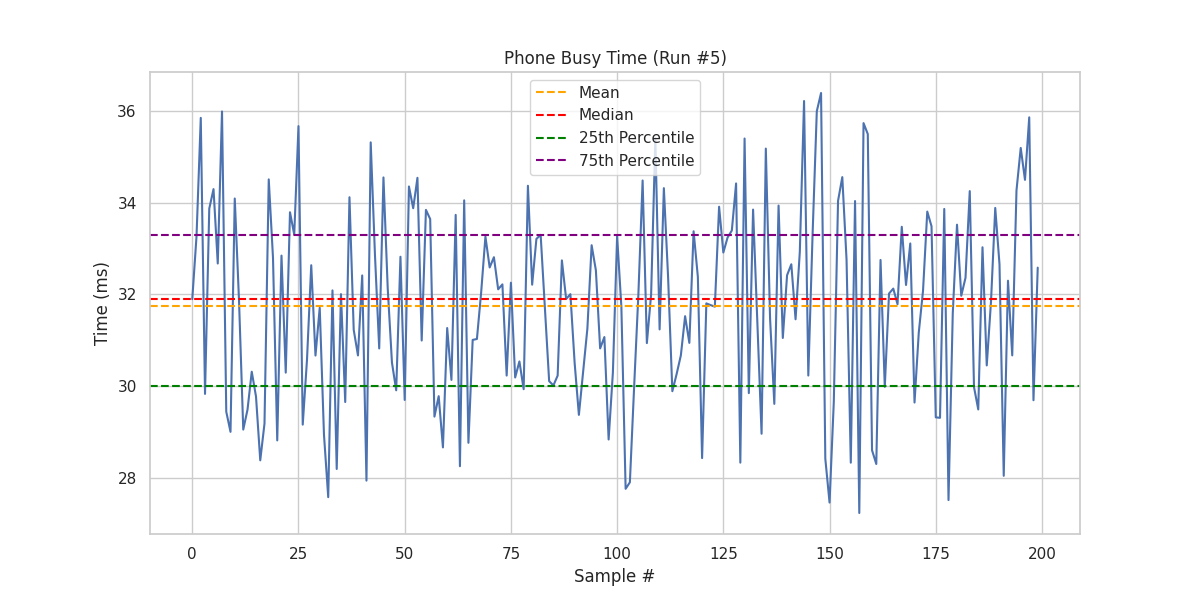 Phone Busy Time (Run #5)
Mean
Median
25th Percentile
75th Percentile
Time (ms)
36
34
32
30
28
0 25 50 75 100 125 150 175 200
Sample #